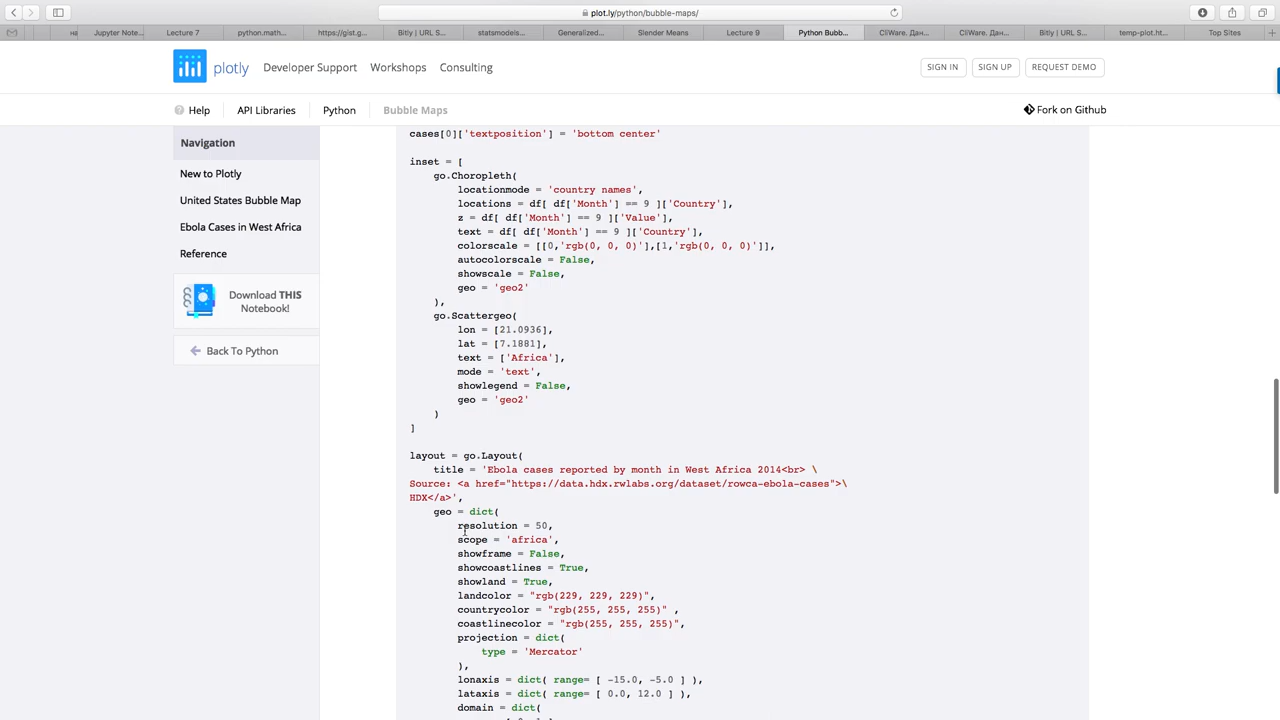 plot.ly/python/bubble-maps/
Jupyter Note... Lecture 7 python.math... https://gist.g... Bitly | URL S... statsmodels... Generalized... Slender Means Lecture 9 Python Bubb... CliWare. Дан... CliWare. Дан... Bitly | URL S... temp-plot.ht... Top Sites
plotly Developer Support Workshops Consulting SIGN IN SIGN UP REQUEST DEMO
Help API Libraries Python Bubble Maps Fork on Github
Navigation
New to Plotly
United States Bubble Map
Ebola Cases in West Africa
Reference
Download THIS
Notebook!
Back To Python
cases[0]['textposition'] = 'bottom center'
inset = [
go.Choropleth(
locationmode = 'country names',
locations = df[ df['Month'] == 9 ]['Country'],
z = df[ df['Month'] == 9 ]['Value'],
text = df[ df['Month'] == 9 ]['Country'],
colorscale = [[0,'rgb(0, 0, 0)'],[1,'rgb(0, 0, 0)']],
autocolorscale = False,
showscale = False,
geo = 'geo2'
),
go.Scattergeo(
lon = [21.0936],
lat = [7.1881],
text = ['Africa'],
mode = 'text',
showlegend = False,
geo = 'geo2'
)
]
layout = go.Layout(
title = 'Ebola cases reported by month in West Africa 2014<br> \
Source: <a href="https://data.hdx.rwlabs.org/dataset/rowca-ebola-cases">\
HDX</a>',
geo = dict(
resolution = 50,
scope = 'africa',
showframe = False,
showcoastlines = True,
showland = True,
landcolor = "rgb(229, 229, 229)",
countrycolor = "rgb(255, 255, 255)" ,
coastlinecolor = "rgb(255, 255, 255)",
projection = dict(
type = 'Mercator'
),
lonaxis = dict( range= [ -15.0, -5.0 ] ),
lataxis = dict( range= [ 0.0, 12.0 ] ),
domain = dict(